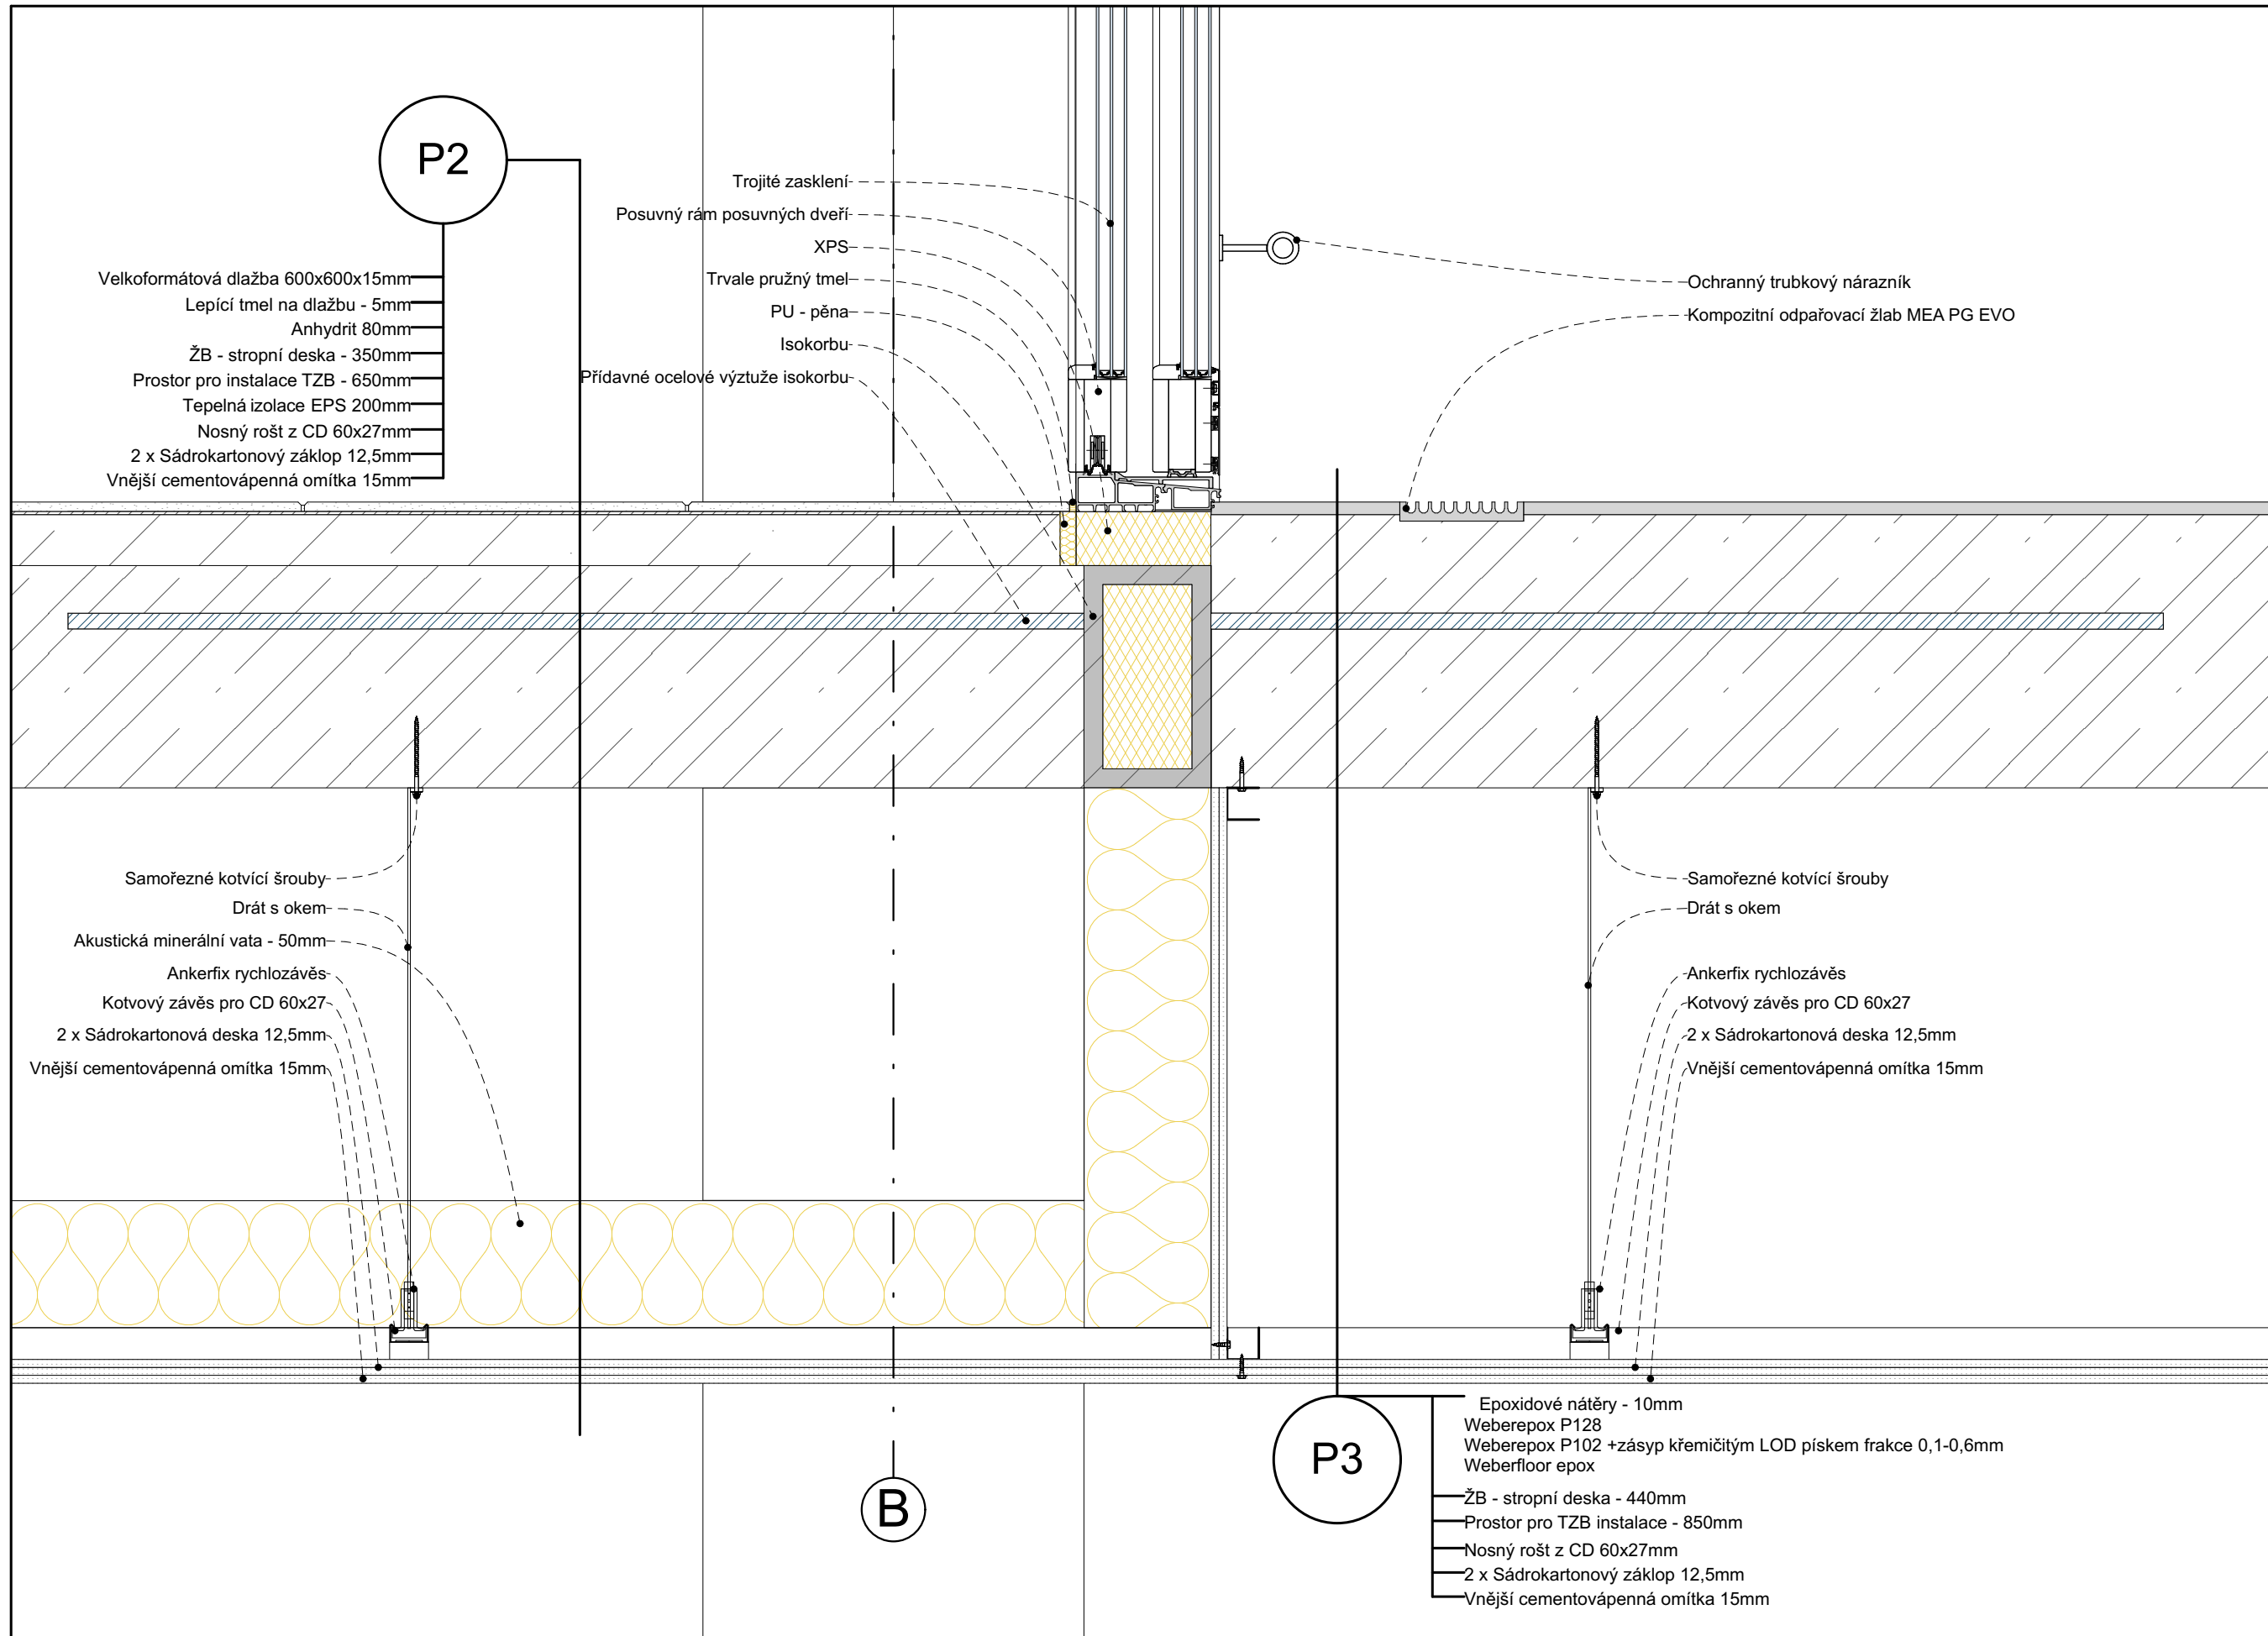 P2
Velkoformátová dlažba 600x600x15mm
Lepící tmel na dlažbu - 5mm
Anhydrit 80mm
ŽB - stropní deska - 350mm
Prostor pro instalace TZB - 650mm
Tepelná izolace EPS 200mm
Nosný rošt z CD 60x27mm
2 x Sádrokartonový záklop 12,5mm
Vnější cementovápenná omítka 15mm
Trojité zasklení
Posuvný rám posuvných dveří
XPS
Trvale pružný tmel
PU - pěna
Isokorbu
Přídavné ocelové výztuže isokorbu
Ochranný trubkový nárazník
Kompozitní odpařovací žlab MEA PG EVO
Samořezné kotvící šrouby
Drát s okem
Akustická minerální vata - 50mm
Ankerfix rychlozávěs
Kotvový závěs pro CD 60x27
2 x Sádrokartonová deska 12,5mm
Vnější cementovápenná omítka 15mm
Samořezné kotvící šrouby
Drát s okem
Ankerfix rychlozávěs
Kotvový závěs pro CD 60x27
2 x Sádrokartonová deska 12,5mm
Vnější cementovápenná omítka 15mm
B
P3
Epoxidové nátěry - 10mm
Weberepox P128
Weberepox P102 +zásyp křemičitým LOD pískem frakce 0,1-0,6mm
Weberfloor epox
ŽB - stropní deska - 440mm
Prostor pro TZB instalace - 850mm
Nosný rošt z CD 60x27mm
2 x Sádrokartonový záklop 12,5mm
Vnější cementovápenná omítka 15mm